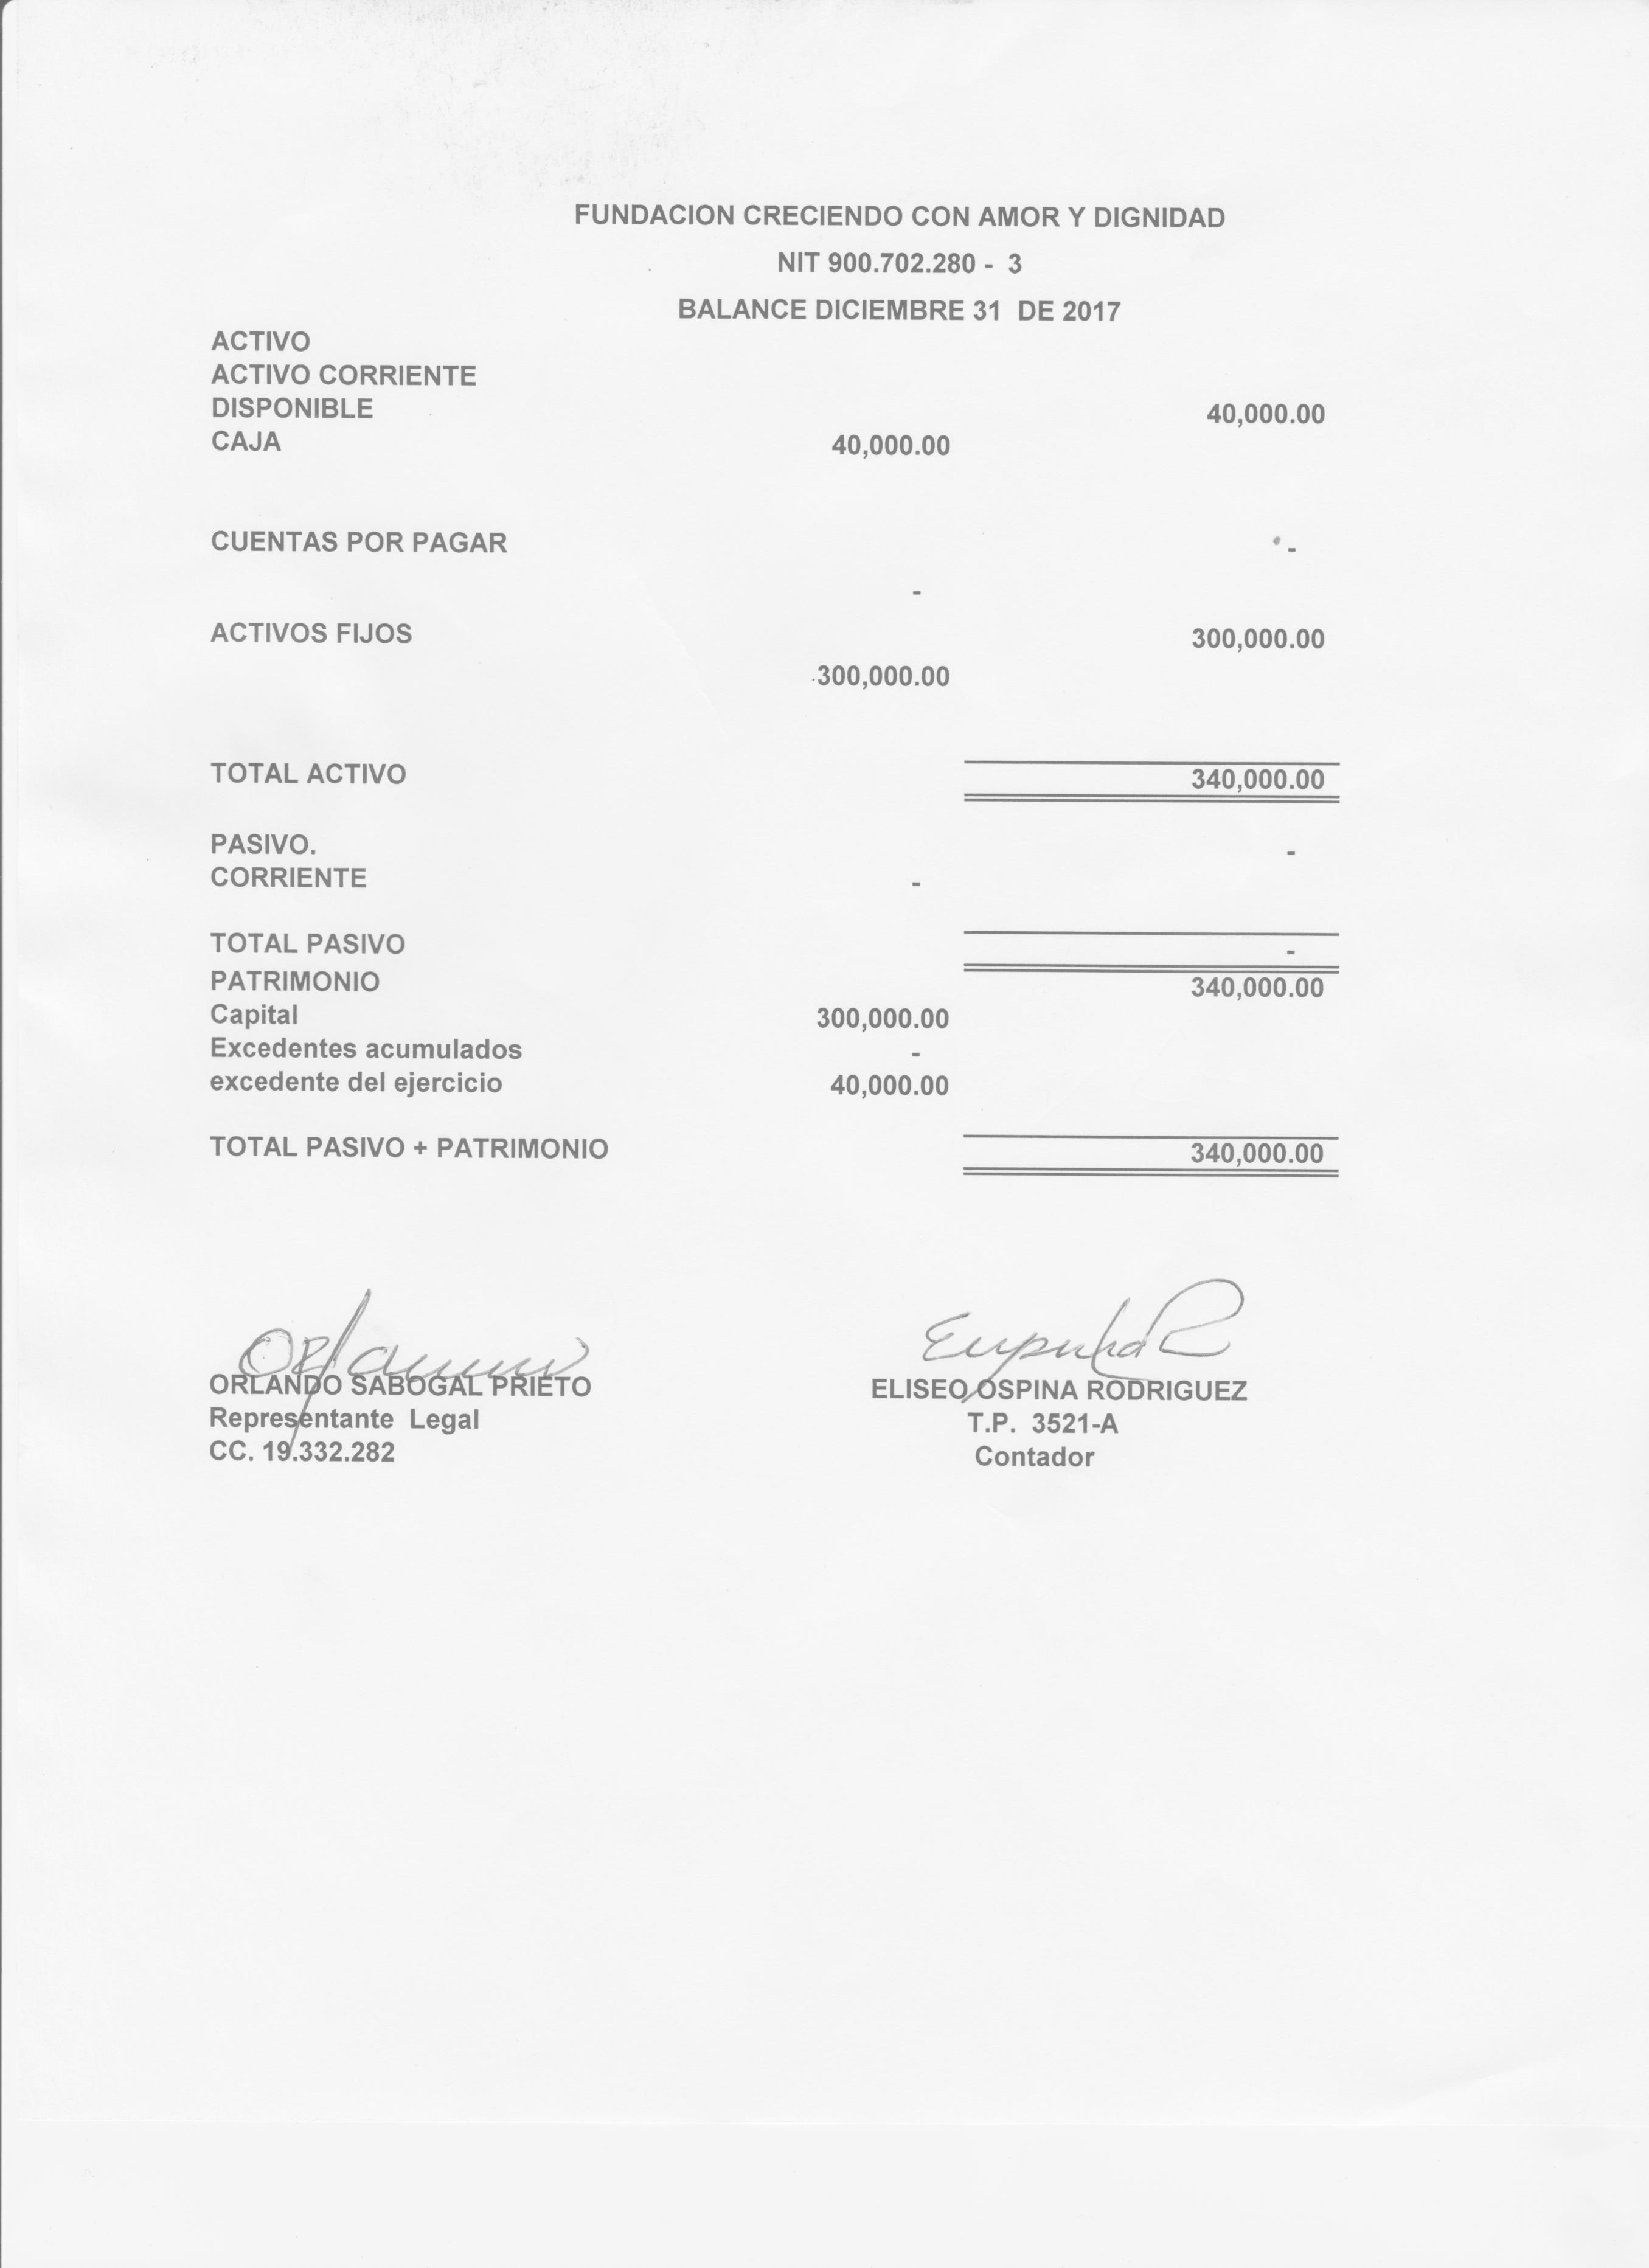 FUNDACION CRECIENDO CON AMOR Y DIGNIDAD
NIT 900.702.280 - 3
BALANCE DICIEMBRE 31 DE 2017
ACTIVO
ACTIVO CORRIENTE
DISPONIBLE 40,000.00
CAJA 40,000.00
CUENTAS POR PAGAR -
-
ACTIVOS FIJOS 300,000.00
300,000.00
TOTAL ACTIVO 340,000.00
PASIVO. -
CORRIENTE -
TOTAL PASIVO -
PATRIMONIO 340,000.00
Capital 300,000.00
Excedentes acumulados -
excedente del ejercicio 40,000.00
TOTAL PASIVO + PATRIMONIO 340,000.00
ORLANDO SABOGAL PRIETO ELISEO OSPINA RODRIGUEZ
Representante Legal T.P. 3521-A
CC. 19.332.282 Contador